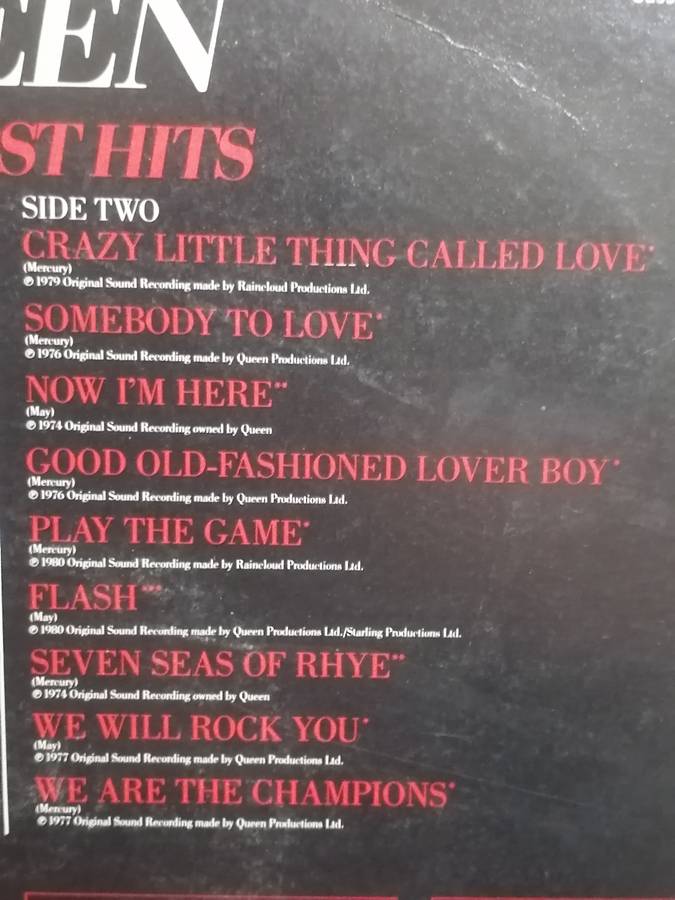 EEN
ST HITS
SIDE TWO
CRAZY LITTLE THING CALLED LOVE*
(Mercury)
℗ 1979 Original Sound Recording made by Raincloud Productions Ltd.
SOMEBODY TO LOVE*
(Mercury)
℗ 1976 Original Sound Recording made by Queen Productions Ltd.
NOW I'M HERE**
(May)
℗ 1974 Original Sound Recording owned by Queen
GOOD OLD-FASHIONED LOVER BOY*
(Mercury)
℗ 1976 Original Sound Recording made by Queen Productions Ltd.
PLAY THE GAME*
(Mercury)
℗ 1980 Original Sound Recording made by Raincloud Productions Ltd.
FLASH***
(May)
℗ 1980 Original Sound Recording made by Queen Productions Ltd./Starling Productions Ltd.
SEVEN SEAS OF RHYE**
(Mercury)
℗ 1974 Original Sound Recording owned by Queen
WE WILL ROCK YOU*
(May)
℗ 1977 Original Sound Recording made by Queen Productions Ltd.
WE ARE THE CHAMPIONS*
(Mercury)
℗ 1977 Original Sound Recording made by Queen Productions Ltd.